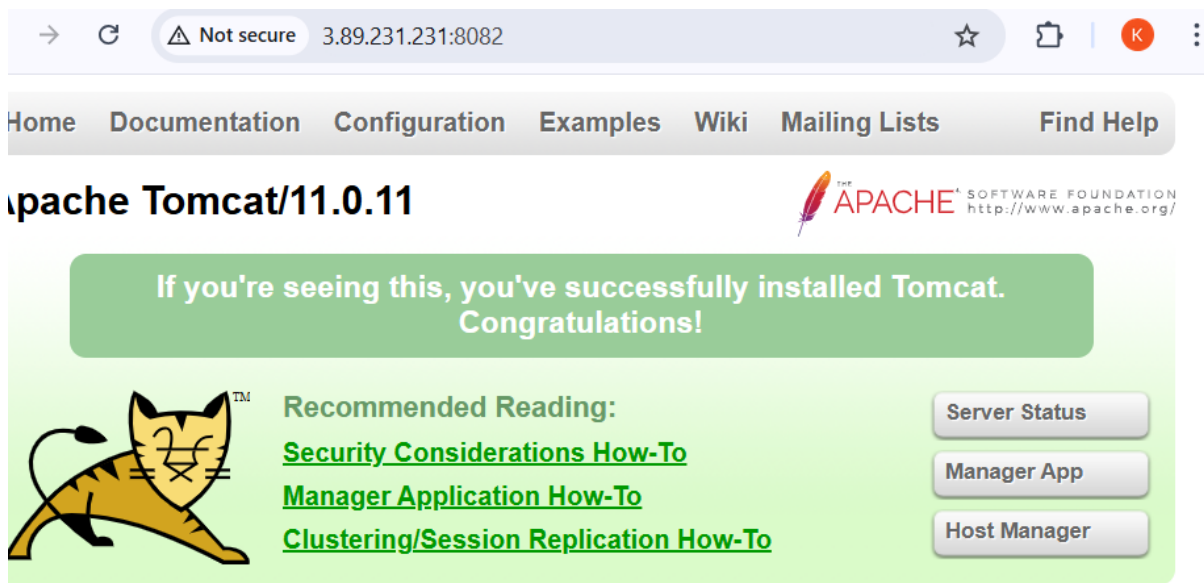 Not secure 3.89.231.231:8082 K
Home Documentation Configuration Examples Wiki Mailing Lists Find Help
Apache Tomcat/11.0.11
THE APACHE SOFTWARE FOUNDATION
http://www.apache.org/
If you're seeing this, you've successfully installed Tomcat.
Congratulations!
TM
Recommended Reading:
Security Considerations How-To
Manager Application How-To
Clustering/Session Replication How-To
Server Status
Manager App
Host Manager